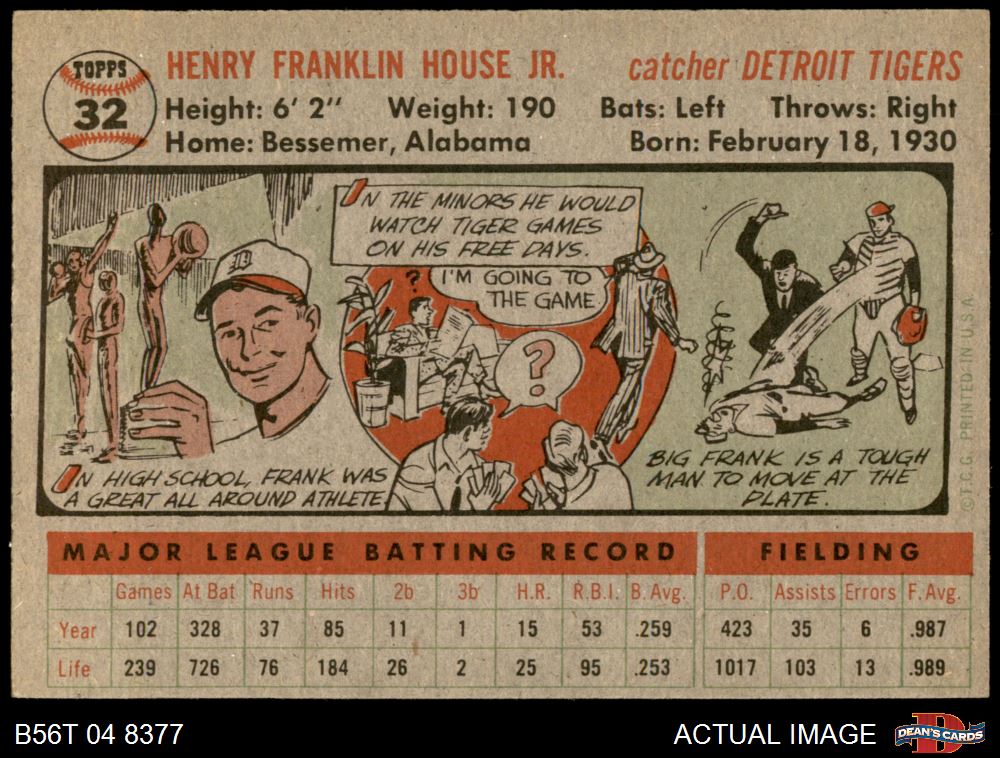 TOPPS
32
HENRY FRANKLIN HOUSE JR. catcher DETROIT TIGERS
Height: 6' 2" Weight: 190 Bats: Left Throws: Right
Home: Bessemer, Alabama Born: February 18, 1930
D
IN HIGH SCHOOL, FRANK WAS
A GREAT ALL AROUND ATHLETE
IN THE MINORS HE WOULD
WATCH TIGER GAMES
ON HIS FREE DAYS.
?
I'M GOING TO
THE GAME
?
BIG FRANK IS A TOUGH
MAN TO MOVE AT THE
PLATE.
© T.C.G. PRINTED IN U.S.A.
MAJOR LEAGUE BATTING RECORD FIELDING
Games At Bat Runs Hits 2b 3b H.R. R.B.I. B. Avg. P.O. Assists Errors F. Avg.
Year 102 328 37 85 11 1 15 53 .259 423 35 6 .987
Life 239 726 76 184 26 2 25 95 .253 1017 103 13 .989
B56T 04 8377 ACTUAL IMAGE DEAN'S CARDS